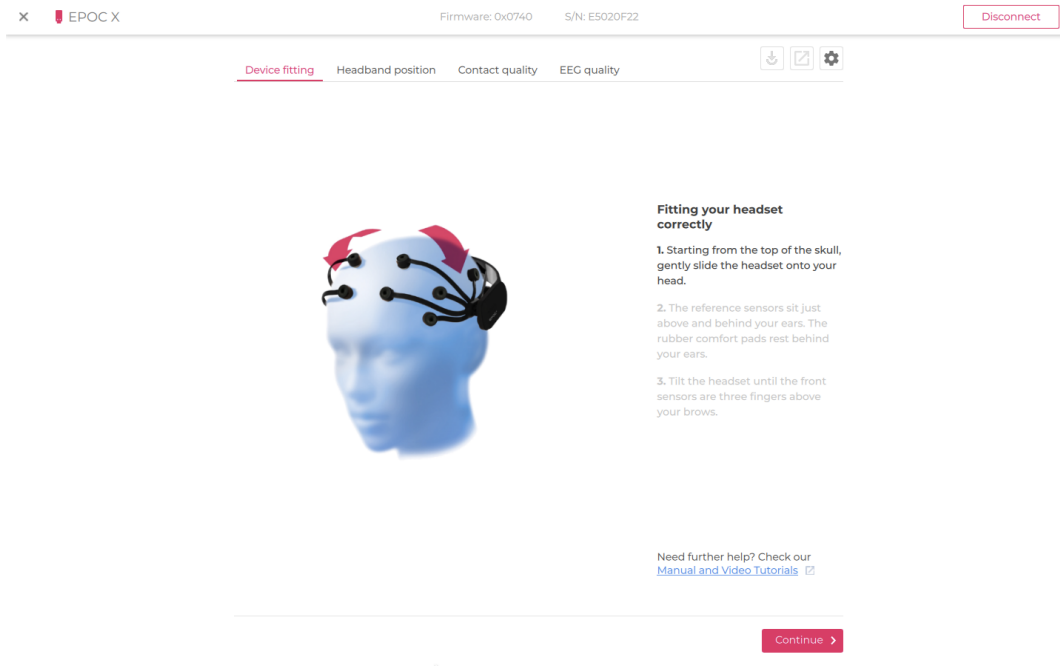 EPOC X
Firmware: 0x0740
S/N: E5020F22
Disconnect
Device fitting
Headband position
Contact quality
EEG quality
Fitting your headset
correctly
1. Starting from the top of the skull,
gently slide the headset onto your
head.
2. The reference sensors sit just
above and behind your ears. The
rubber comfort pads rest behind
your ears.
3. Tilt the headset until the front
sensors are three fingers above
your brows.
Need further help? Check our
Manual and Video Tutorials
Continue